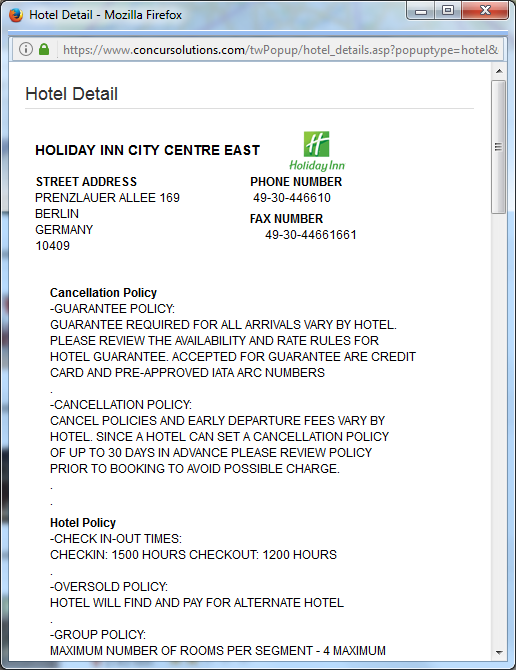 Hotel Detail - Mozilla Firefox
https://www.concursolutions.com/twPopup/hotel_details.asp?popuptype=hotel&
Hotel Detail
HOLIDAY INN CITY CENTRE EAST
H
Holiday Inn
STREET ADDRESS
PRENZLAUER ALLEE 169
BERLIN
GERMANY
10409
PHONE NUMBER
49-30-446610
FAX NUMBER
49-30-44661661
Cancellation Policy
-GUARANTEE POLICY:
GUARANTEE REQUIRED FOR ALL ARRIVALS VARY BY HOTEL.
PLEASE REVIEW THE AVAILABILITY AND RATE RULES FOR
HOTEL GUARANTEE. ACCEPTED FOR GUARANTEE ARE CREDIT
CARD AND PRE-APPROVED IATA ARC NUMBERS
.
-CANCELLATION POLICY:
CANCEL POLICIES AND EARLY DEPARTURE FEES VARY BY
HOTEL. SINCE A HOTEL CAN SET A CANCELLATION POLICY
OF UP TO 30 DAYS IN ADVANCE PLEASE REVIEW POLICY
PRIOR TO BOOKING TO AVOID POSSIBLE CHARGE.
.
.
Hotel Policy
-CHECK IN-OUT TIMES:
CHECKIN: 1500 HOURS CHECKOUT: 1200 HOURS
.
-OVERSOLD POLICY:
HOTEL WILL FIND AND PAY FOR ALTERNATE HOTEL
.
-GROUP POLICY:
MAXIMUM NUMBER OF ROOMS PER SEGMENT - 4 MAXIMUM